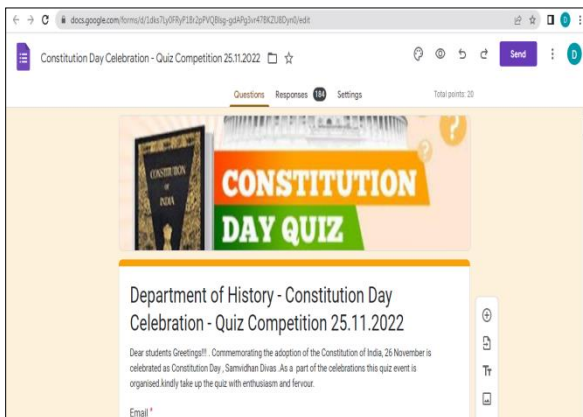 docs.google.com/forms/d/1dks7Ly0FRyP18r2pPVQBlsg-gdAPg3vr47BKZU8Dyn0/edit
Constitution Day Celebration - Quiz Competition 25.11.2022
Send
D
Questions Responses 184 Settings
Total points: 20
CONSTITUTION
OF
INDIA
CONSTITUTION
DAY QUIZ
Department of History - Constitution Day
Celebration - Quiz Competition 25.11.2022
Dear students Greetings!!! . Commemorating the adoption of the Constitution of India, 26 November is
celebrated as Constitution Day , Samvidhan Divas .As a part of the celebrations this quiz event is
organised.kindly take up the quiz with enthusiasm and fervour.
Email *
Tт